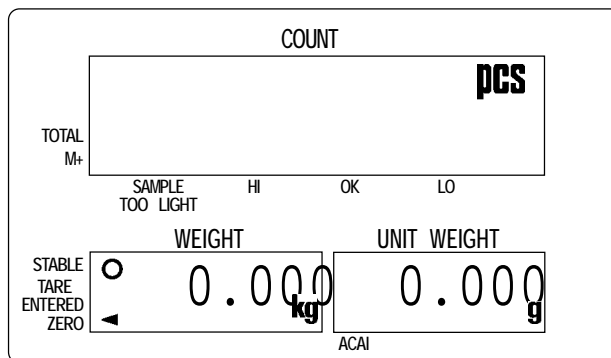 COUNT
pcs
TOTAL
M+
SAMPLE TOO LIGHT HI OK LO
WEIGHT UNIT WEIGHT
STABLE
TARE ENTERED
ZERO
0.000 kg 0.000 g
ACAI